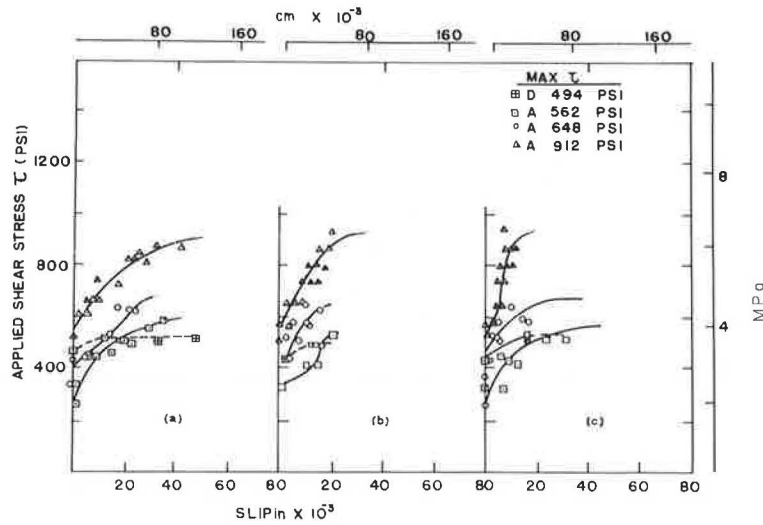 cm X 10⁻³
80 160 80 160 80 160
MAX τ
D 494 PSI
A 562 PSI
A 648 PSI
A 912 PSI
APPLIED SHEAR STRESS τ (PSI)
1200
800
400
8
4
MPa
(a) (b) (c)
0 20 40 60 80 20 40 60 80 20 40 60 80
SLIP in X 10⁻³